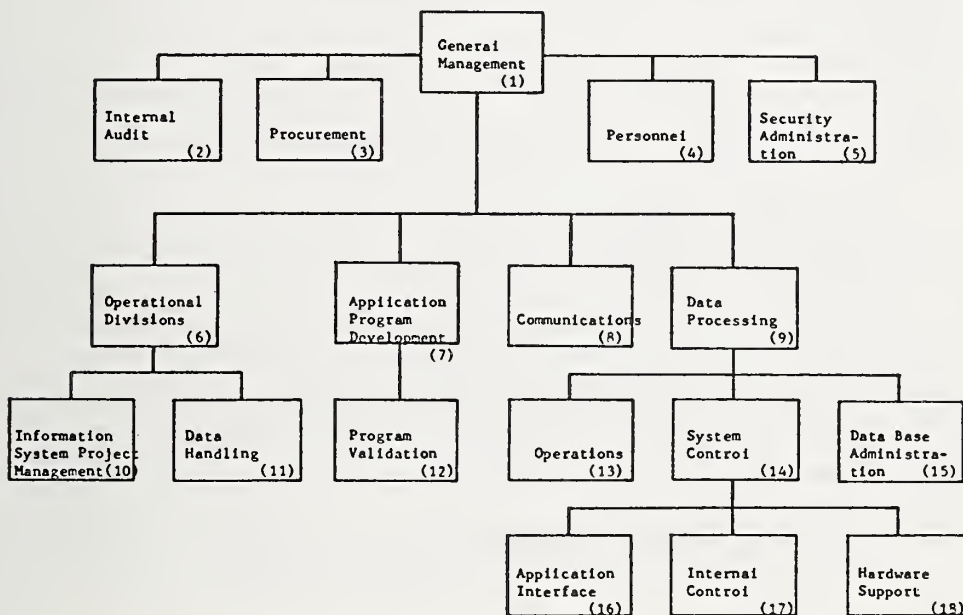 General
Management
(1)
Internal
Audit
(2)
Procurement
(3)
Personnel
(4)
Security
Administra-
tion (5)
Operational
Divisions
(6)
Application
Program
Development
(7)
Communications
(8)
Data
Processing
(9)
Information
System Project
Management(10)
Data
Handling
(11)
Program
Validation
(12)
Operations
(13)
System
Control
(14)
Data Base
Administra-
tion (15)
Application
Interface
(16)
Internal
Control
(17)
Hardware
Support
(18)